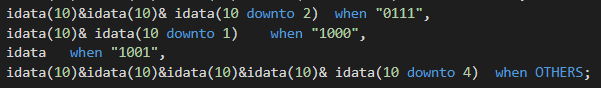 idata(10)&idata(10)& idata(10 downto 2)  when "0111",
idata(10)& idata(10 downto 1)    when "1000",
idata   when "1001",
idata(10)&idata(10)&idata(10)&idata(10)& idata(10 downto 4)  when OTHERS;